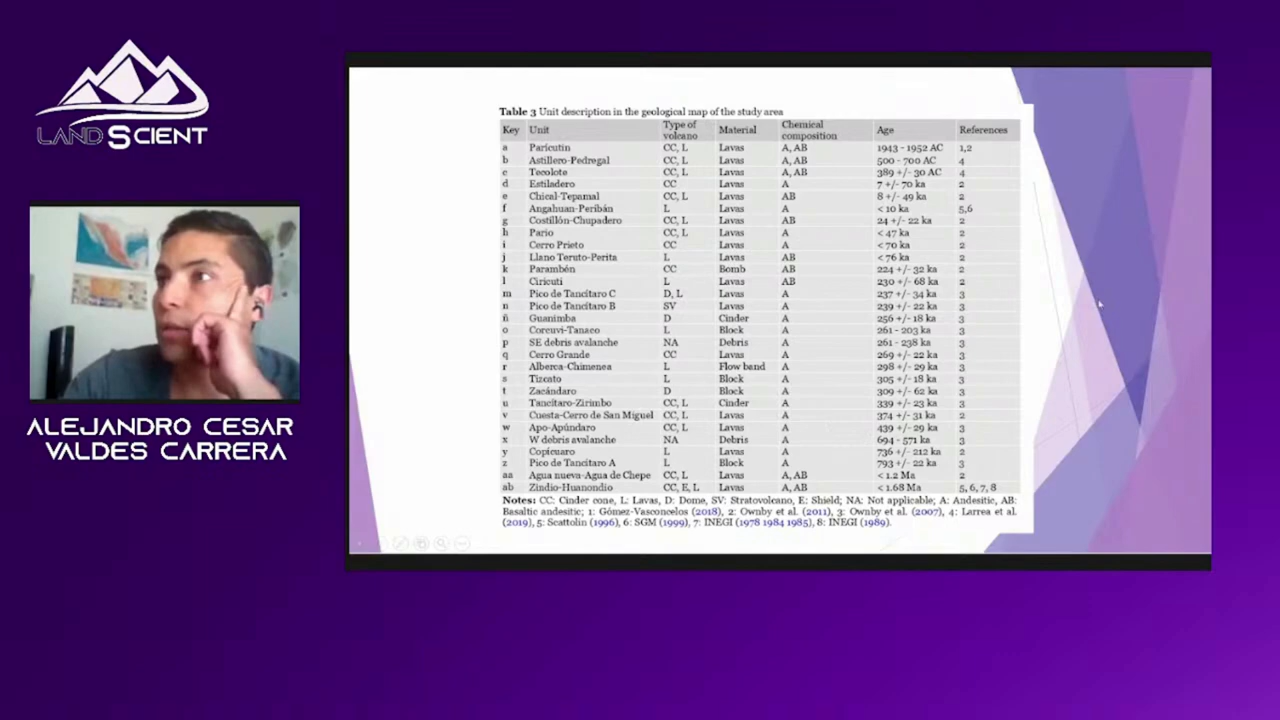 LANDSCIENT
ALEJANDRO CESAR
VALDES CARRERA
Table 3 Unit description in the geological map of the study area
Key Unit Type of volcano Material Chemical composition Age References
a Paricutin CC, L Lavas A, AB 1943 - 1952 AC 1,2
b Astillero-Pedregal CC, L Lavas A, AB 500 - 700 AC 4
c Tecolote CC, L Lavas A, AB 389 +/- 30 AC 4
d Estiladero CC Lavas A 7 +/- 70 ka 2
e Chical-Tepamal CC, L Lavas AB 8 +/- 49 ka 2
f Angahuan-Peribán L Lavas A < 10 ka 5,6
g Costillón-Chupadero CC, L Lavas AB 24 +/- 22 ka 2
h Pario CC, L Lavas A < 47 ka 2
i Cerro Prieto CC Lavas A < 70 ka 2
j Llano Teruto-Perita L Lavas AB < 76 ka 2
k Parambén CC Bomb AB 224 +/- 32 ka 2
l Ciricuti L Lavas AB 230 +/- 68 ka 2
m Pico de Tancítaro C D, L Lavas A 237 +/- 34 ka 3
n Pico de Tancítaro B SV Lavas A 239 +/- 22 ka 3
ñ Guanimba D Cinder A 256 +/- 18 ka 3
o Corcuvi-Tanaco L Block A 261 - 203 ka 3
p SE debris avalanche NA Debris A 261 - 238 ka 3
q Cerro Grande CC Lavas A 269 +/- 22 ka 3
r Alberca-Chimenea L Flow band A 298 +/- 29 ka 3
s Tizcato L Block A 305 +/- 18 ka 3
t Zacándaro D Block A 309 +/- 62 ka 3
u Tancítaro-Zirimbo CC, L Cinder A 339 +/- 23 ka 3
v Cuesta-Cerro de San Miguel CC, L Lavas A 374 +/- 31 ka 2
w Apo-Apúndaro CC, L Lavas A 439 +/- 29 ka 3
x W debris avalanche NA Debris A 694 - 571 ka 3
y Copicuaro L Lavas A 736 +/- 212 ka 2
z Pico de Tancítaro A L Block A 793 +/- 22 ka 3
aa Agua nueva-Agua de Chepe CC, L Lavas A, AB < 1.2 Ma 2
ab Zindio-Huanondio CC, E, L Lavas A, AB < 1.68 Ma 5, 6, 7, 8
Notes: CC: Cinder cone, L: Lavas, D: Dome, SV: Stratovolcano, E: Shield; NA: Not applicable; A: Andesitic, AB:
Basaltic andesitic; 1: Gómez-Vasconcelos (2018), 2: Ownby et al. (2011), 3: Ownby et al. (2007), 4: Larrea et al.
(2019), 5: Scattolin (1996), 6: SGM (1999), 7: INEGI (1978 1984 1985), 8: INEGI (1989).